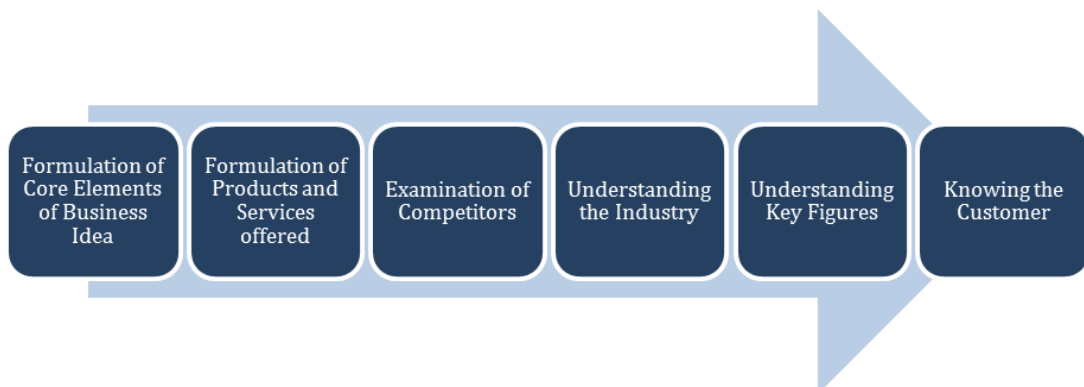 Formulation of
Core Elements
of Business
Idea
Formulation of
Products and
Services
offered
Examination of
Competitors
Understanding
the Industry
Understanding
Key Figures
Knowing the
Customer